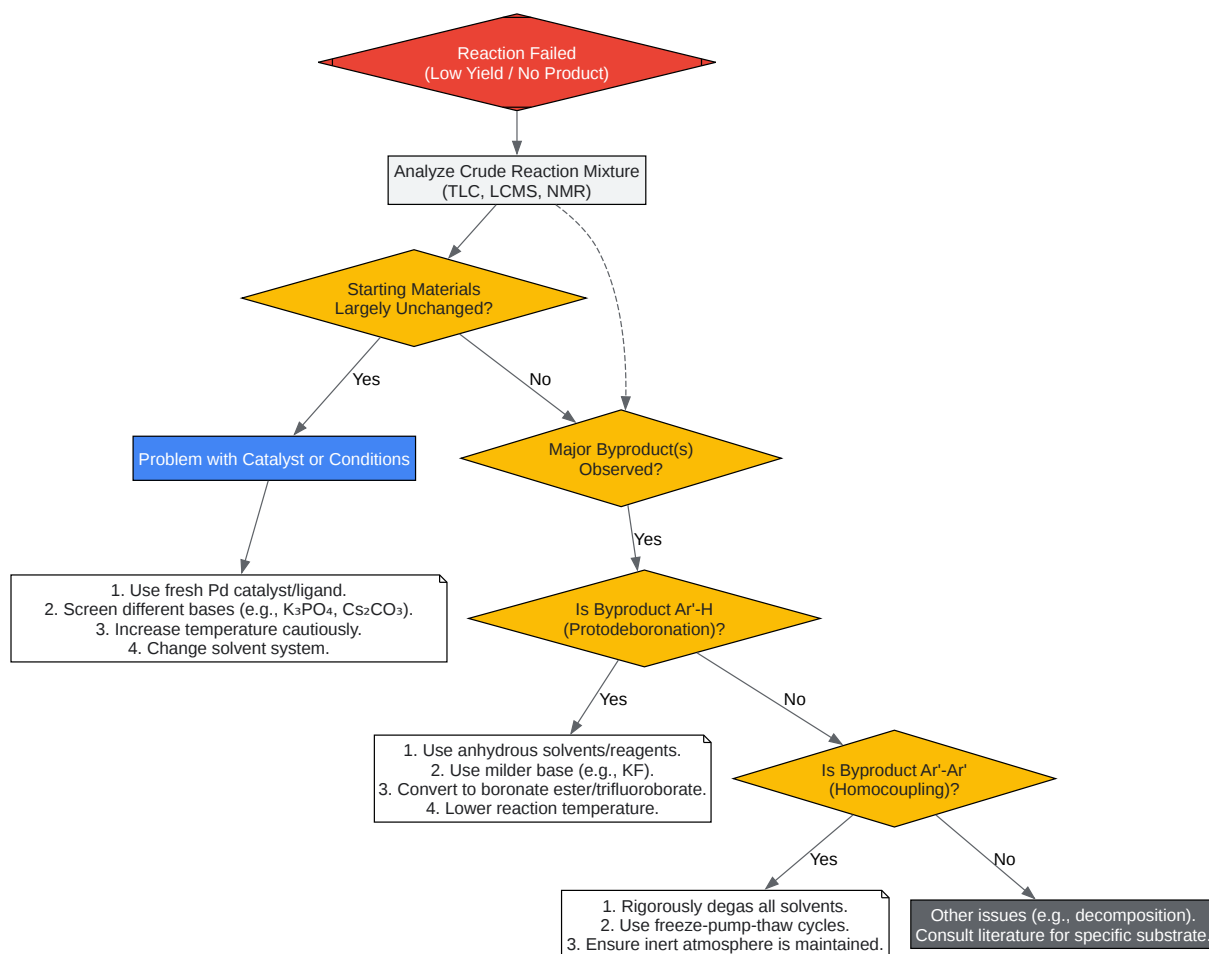 Reaction Failed
(Low Yield / No Product)
Analyze Crude Reaction Mixture
(TLC, LCMS, NMR)
Starting Materials
Largely Unchanged?
Yes
No
Problem with Catalyst or Conditions
Major Byproduct(s)
Observed?
Yes
1. Use fresh Pd catalyst/ligand.
2. Screen different bases (e.g., K₃PO₄, Cs₂CO₃).
3. Increase temperature cautiously.
4. Change solvent system.
Is Byproduct Ar'-H
(Protodeboronation)?
Yes
No
1. Use anhydrous solvents/reagents.
2. Use milder base (e.g., KF).
3. Convert to boronate ester/trifluoroborate.
4. Lower reaction temperature.
Is Byproduct Ar'-Ar'
(Homocoupling)?
Yes
No
1. Rigorously degas all solvents.
2. Use freeze-pump-thaw cycles.
3. Ensure inert atmosphere is maintained.
Other issues (e.g., decomposition).
Consult literature for specific substrate.